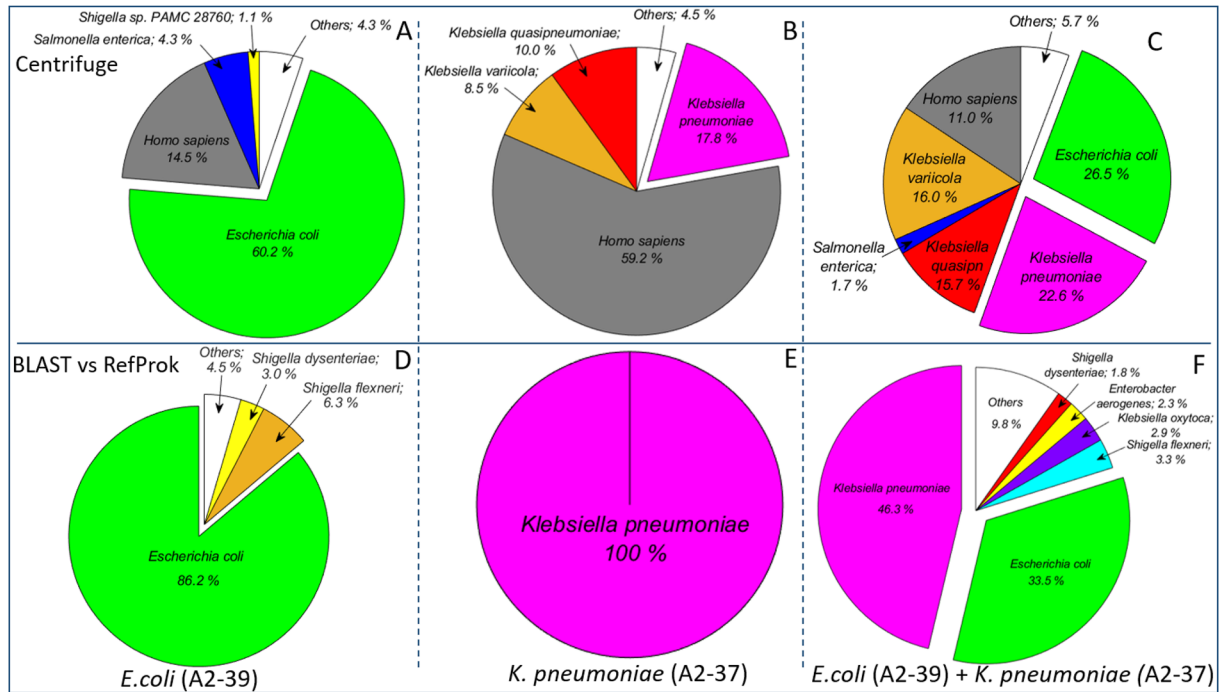 Shigella sp. PAMC 28760; 1.1 %
Salmonella enterica; 4.3 %
Others; 4.3 %
A
Centrifuge
Homo sapiens
14.5 %
Escherichia coli
60.2 %
Others; 4.5 %
B
Klebsiella quasipneumoniae;
10.0 %
Klebsiella variicola;
8.5 %
Klebsiella
pneumoniae
17.8 %
Homo sapiens
59.2 %
Others; 5.7 %
C
Homo sapiens
11.0 %
Klebsiella
variicola
16.0 %
Escherichia coli
26.5 %
Salmonella
enterica;
1.7 %
Klebsiella
quasipn
15.7 %
Klebsiella
pneumoniae
22.6 %
BLAST vs RefProk
D
Others;
4.5 %
Shigella dysenteriae;
3.0 %
Shigella flexneri;
6.3 %
Escherichia coli
86.2 %
E.coli (A2-39)
E
Klebsiella pneumoniae
100 %
K. pneumoniae (A2-37)
F
Shigella
dysenteriae; 1.8 %
Enterobacter
aerogenes; 2.3 %
Klebsiella oxytoca;
2.9 %
Shigella flexneri;
3.3 %
Others
9.8 %
Klebsiella pneumoniae
46.3 %
Escherichia coli
33.5 %
E.coli (A2-39) + K. pneumoniae (A2-37)